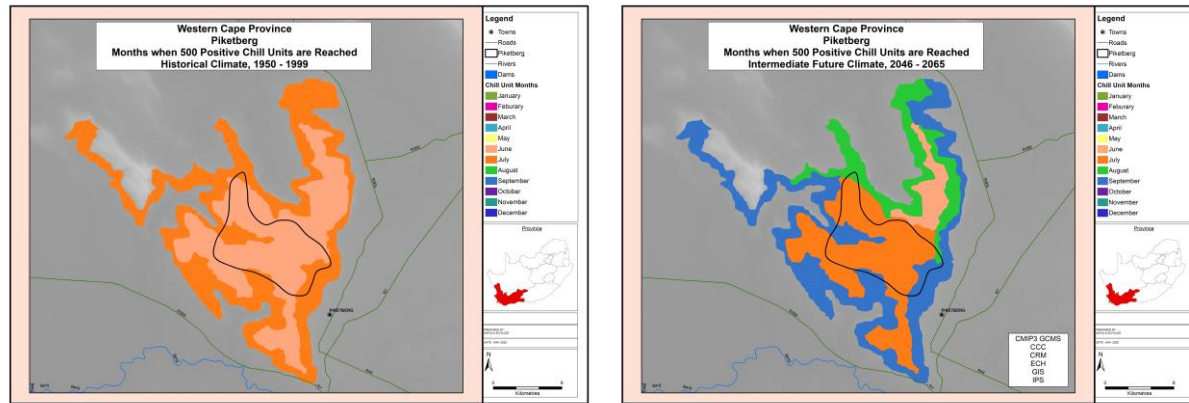 Western Cape Province
Piketberg
Months when 500 Positive Chill Units are Reached
Historical Climate, 1950 - 1999
PIKETBERG
Legend
Towns
Roads
Piketberg
Rivers
Dams
Chill Unit Months
January
Feburary
March
April
May
June
July
August
September
October
November
December
Province
N
Kilometres
Western Cape Province
Piketberg
Months when 500 Positive Chill Units are Reached
Intermediate Future Climate, 2046 - 2065
PIKETBERG
CMIP3 GCMS
CCC
CRM
ECH
GIS
IPS
Legend
Towns
Roads
Piketberg
Rivers
Dams
Chill Unit Months
January
Feburary
March
April
May
June
July
August
September
October
November
December
Province
N
Kilometres